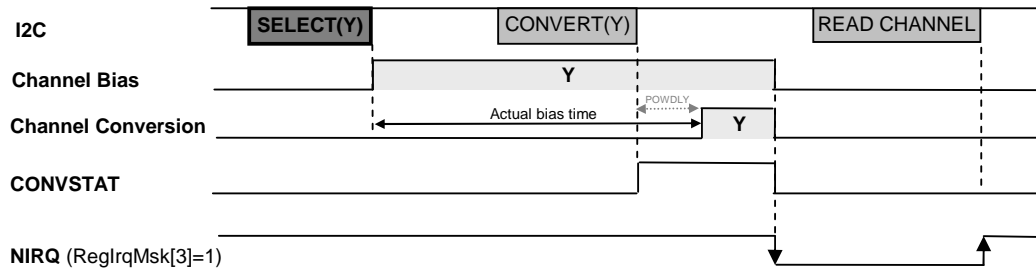 I2C SELECT(Y) CONVERT(Y) READ CHANNEL
Channel Bias Y
POWDLY
Actual bias time
Channel Conversion Y
CONVSTAT
NIRQ (RegIrqMsk[3]=1)